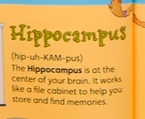 Hippocampus
(hip-uh-KAM-pus)
The Hippocampus is at the
center of your brain. It works
like a file cabinet to help you
store and find memories.